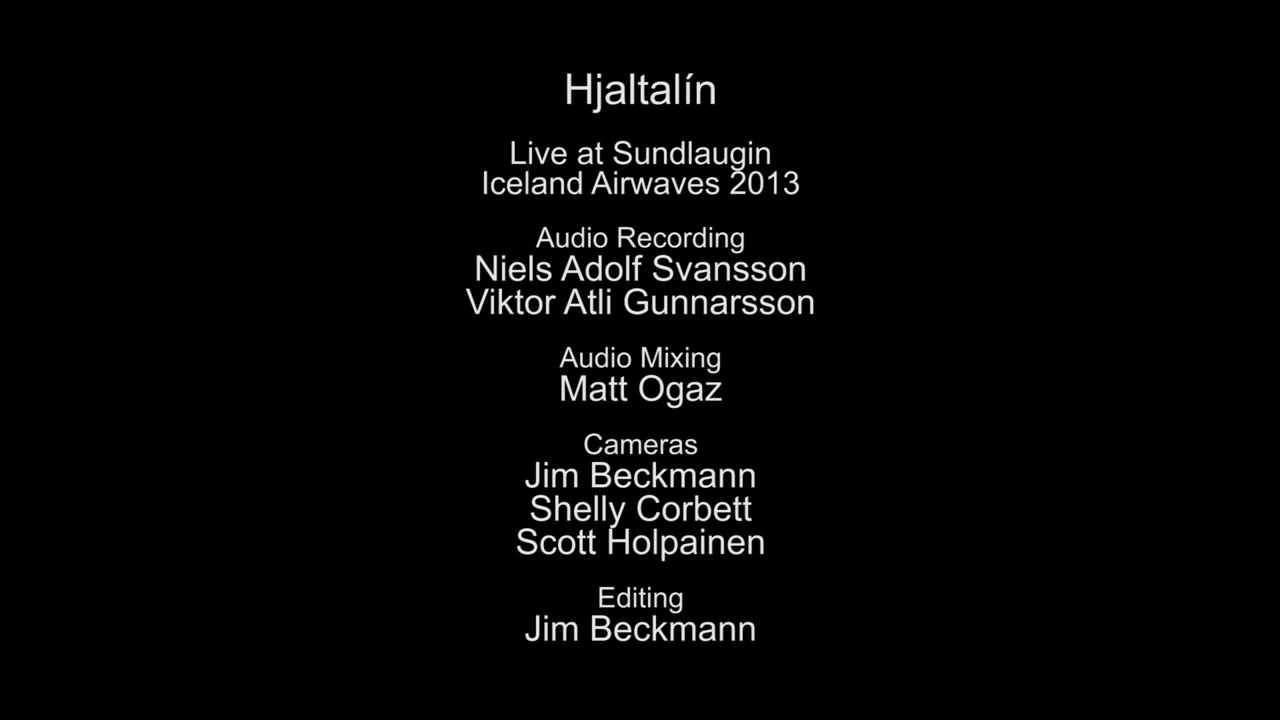 Hjaltalín
Live at Sundlaugin
Iceland Airwaves 2013
Audio Recording
Niels Adolf Svansson
Viktor Atli Gunnarsson
Audio Mixing
Matt Ogaz
Cameras
Jim Beckmann
Shelly Corbett
Scott Holpainen
Editing
Jim Beckmann